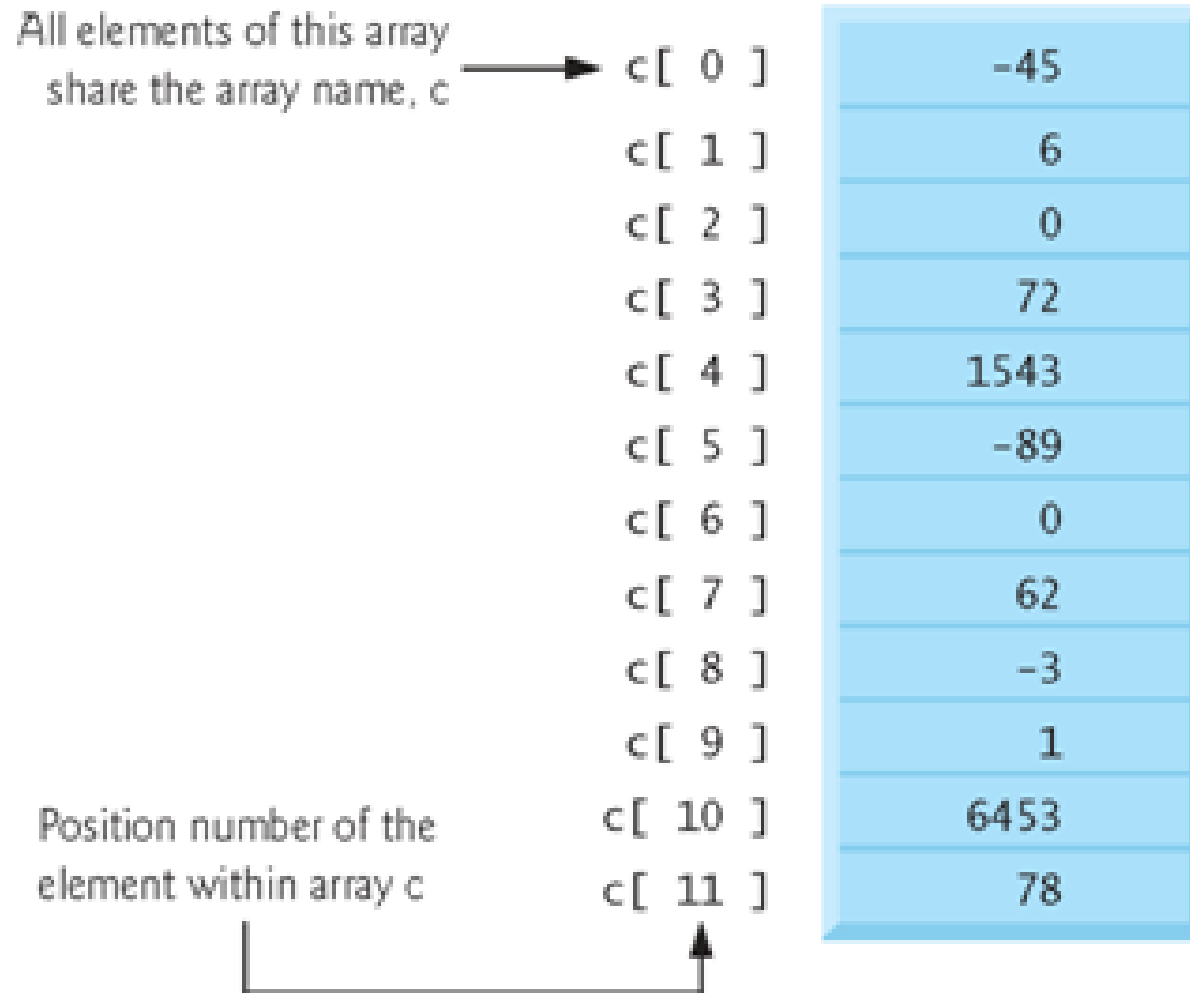 All elements of this array
share the array name, c
c[ 0 ] -45
c[ 1 ] 6
c[ 2 ] 0
c[ 3 ] 72
c[ 4 ] 1543
c[ 5 ] -89
c[ 6 ] 0
c[ 7 ] 62
c[ 8 ] -3
c[ 9 ] 1
c[ 10 ] 6453
c[ 11 ] 78
Position number of the
element within array c